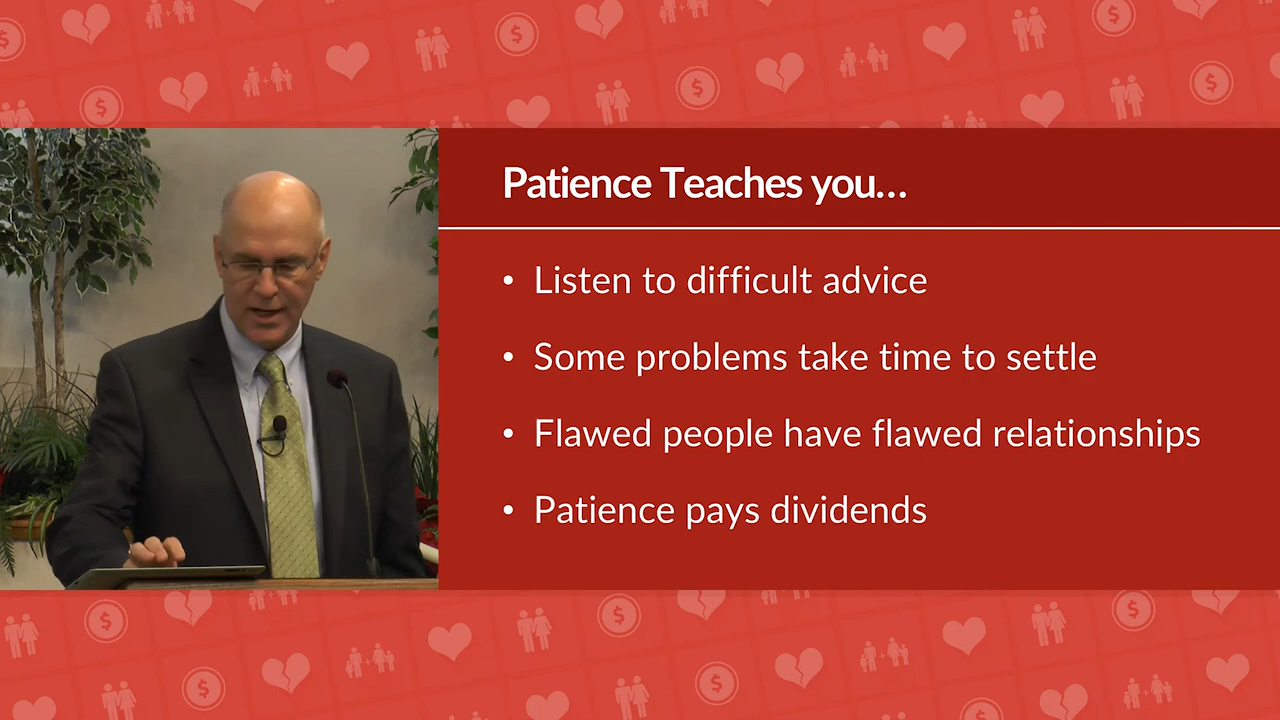 Patience Teaches you...
• Listen to difficult advice
• Some problems take time to settle
• Flawed people have flawed relationships
• Patience pays dividends